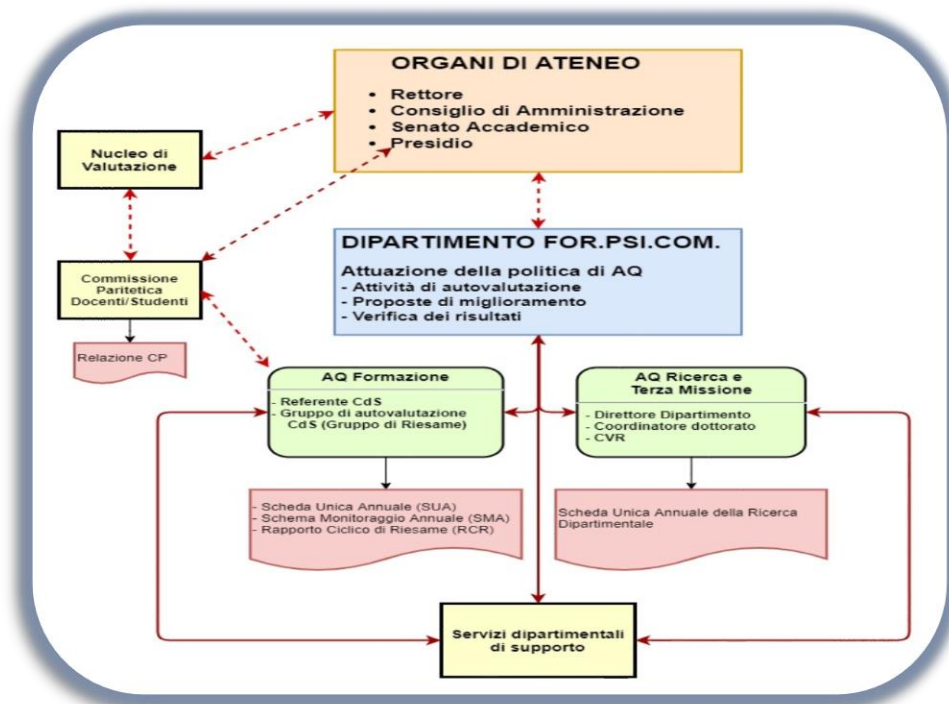 ORGANI DI ATENEO
• Rettore
• Consiglio di Amministrazione
• Senato Accademico
• Presidio
Nucleo di
Valutazione
DIPARTIMENTO FOR.PSI.COM.
Attuazione della politica di AQ
- Attività di autovalutazione
- Proposte di miglioramento
- Verifica dei risultati
Commissione
Paritetica
Docenti/Studenti
Relazione CP
AQ Formazione
- Referente CdS
- Gruppo di autovalutazione
CdS (Gruppo di Riesame)
AQ Ricerca e
Terza Missione
- Direttore Dipartimento
- Coordinatore dottorato
- CVR
- Scheda Unica Annuale (SUA)
- Schema Monitoraggio Annuale (SMA)
- Rapporto Ciclico di Riesame (RCR)
Scheda Unica Annuale della Ricerca
Dipartimentale
Servizi dipartimentali
di supporto